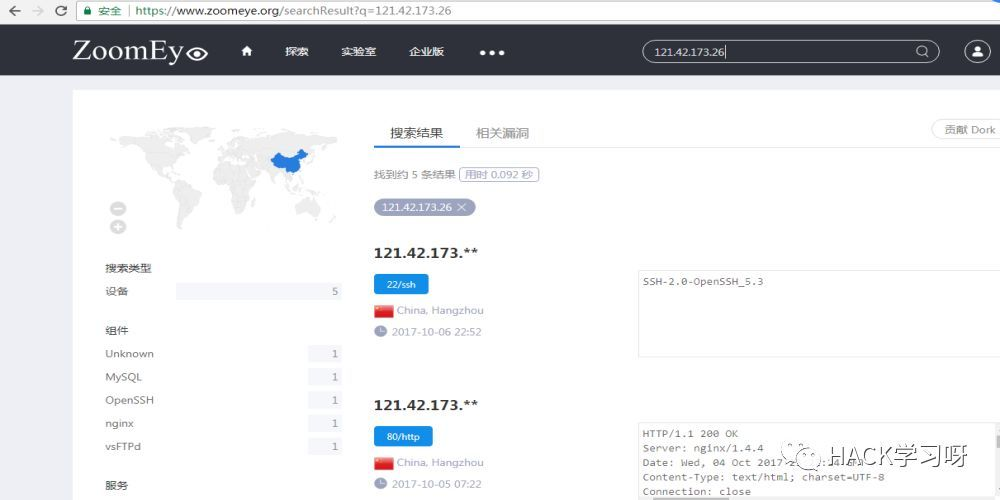 安全 https://www.zoomeye.org/searchResult?q=121.42.173.26
ZoomEye 探索 实验室 企业版 ••• 121.42.173.26
搜索结果 相关漏洞 贡献 Dork
找到约 5 条结果 用时 0.092 秒
121.42.173.26 ×
搜索类型
设备 5
组件
Unknown 1
MySQL 1
OpenSSH 1
nginx 1
vsFTPd 1
服务
121.42.173.**
22/ssh
China, Hangzhou
2017-10-06 22:52
SSH-2.0-OpenSSH_5.3
121.42.173.**
80/http
China, Hangzhou
2017-10-05 07:22
HTTP/1.1 200 OK
Server: nginx/1.4.4
Date: Wed, 04 Oct 2017
Content-Type: text/html; charset=UTF-8
Connection: close
HACK学习呀